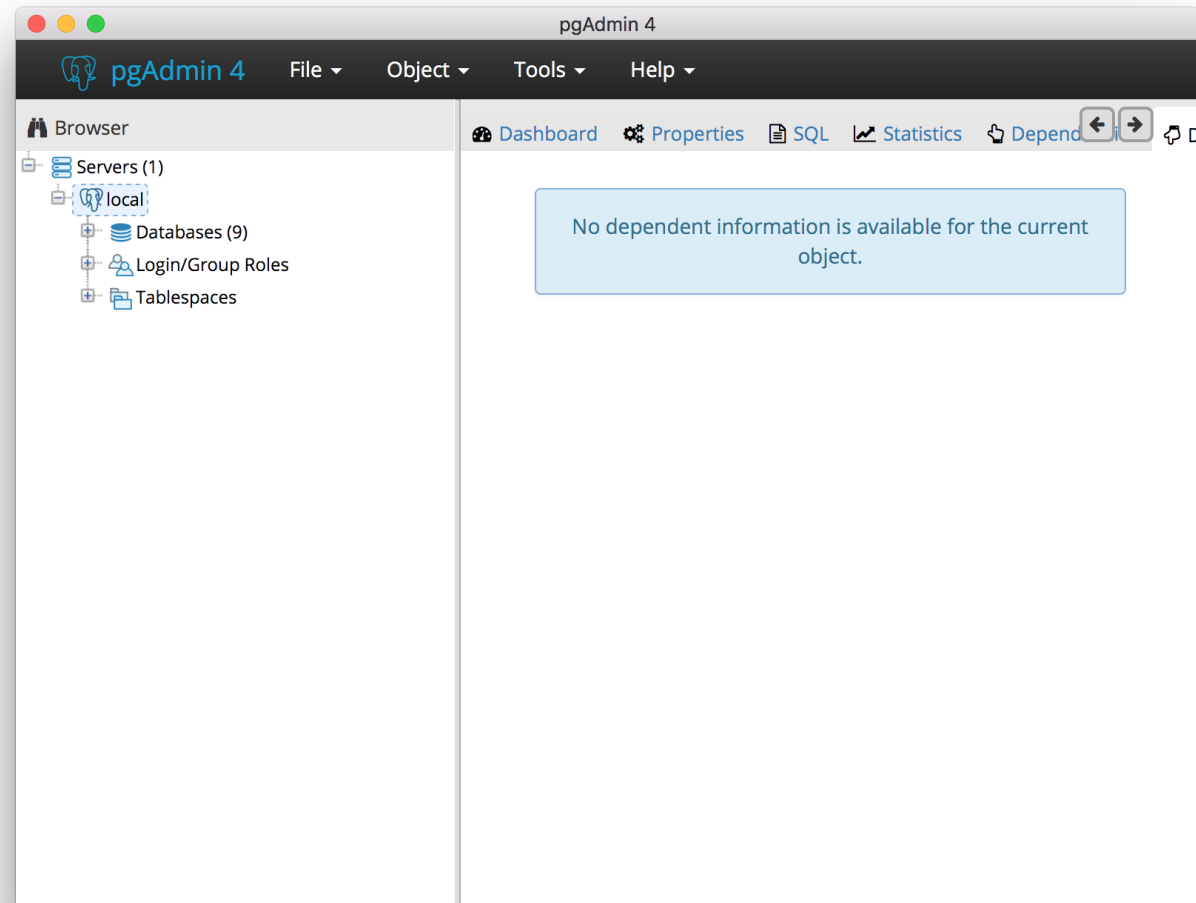 pgAdmin 4
pgAdmin 4 File Object Tools Help
Browser
Dashboard Properties SQL Statistics
Servers (1)
local
Databases (9)
Login/Group Roles
Tablespaces
No dependent information is available for the current
object.